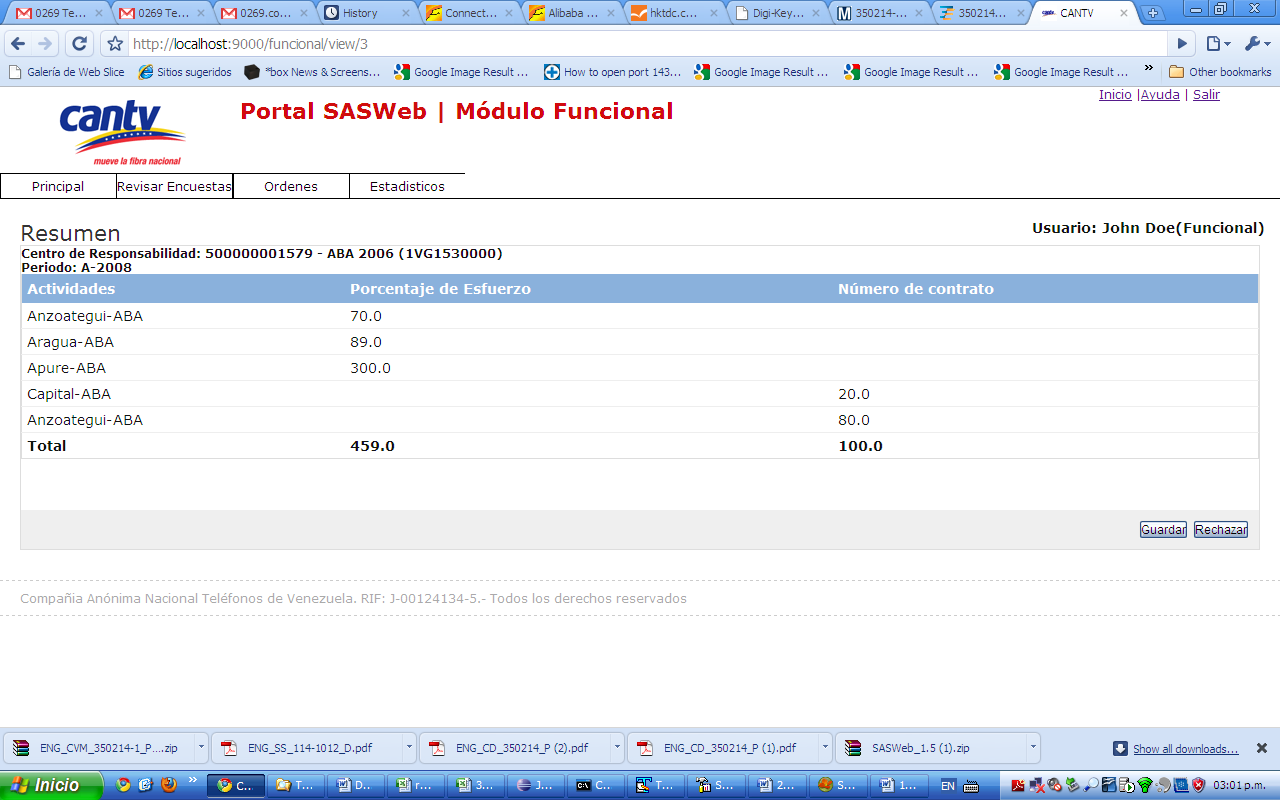 0269 Te... 0269 Te... 0269.co... History Connect... Alibaba ... hktdc.c... Digi-Key... 350214-... 350214... CANTV
http://localhost:9000/funcional/view/3
Galería de Web Slice Sitios sugeridos *box News & Screens... Google Image Result ... How to open port 143... Google Image Result ... Google Image Result ... Google Image Result ... » Other bookmarks
Inicio |Ayuda | Salir
cantv
mueve la fibra nacional
Portal SASWeb | Módulo Funcional
Principal Revisar Encuestas Ordenes Estadisticos
Usuario: John Doe(Funcional)
Resumen
Centro de Responsabilidad: 500000001579 - ABA 2006 (1VG1530000)
Periodo: A-2008
Actividades Porcentaje de Esfuerzo Número de contrato
Anzoategui-ABA 70.0
Aragua-ABA 89.0
Apure-ABA 300.0
Capital-ABA 20.0
Anzoategui-ABA 80.0
Total 459.0 100.0
Guardar Rechazar
Compañia Anónima Nacional Teléfonos de Venezuela. RIF: J-00124134-5.- Todos los derechos reservados
ENG_CVM_350214-1_P....zip ENG_SS_114-1012_D.pdf ENG_CD_350214_P (2).pdf ENG_CD_350214_P (1).pdf SASWeb_1.5 (1).zip Show all downloads...
Inicio » C... T... D... r... 3... J... C... T... S... 2... S... 1... EN 03:01 p.m.